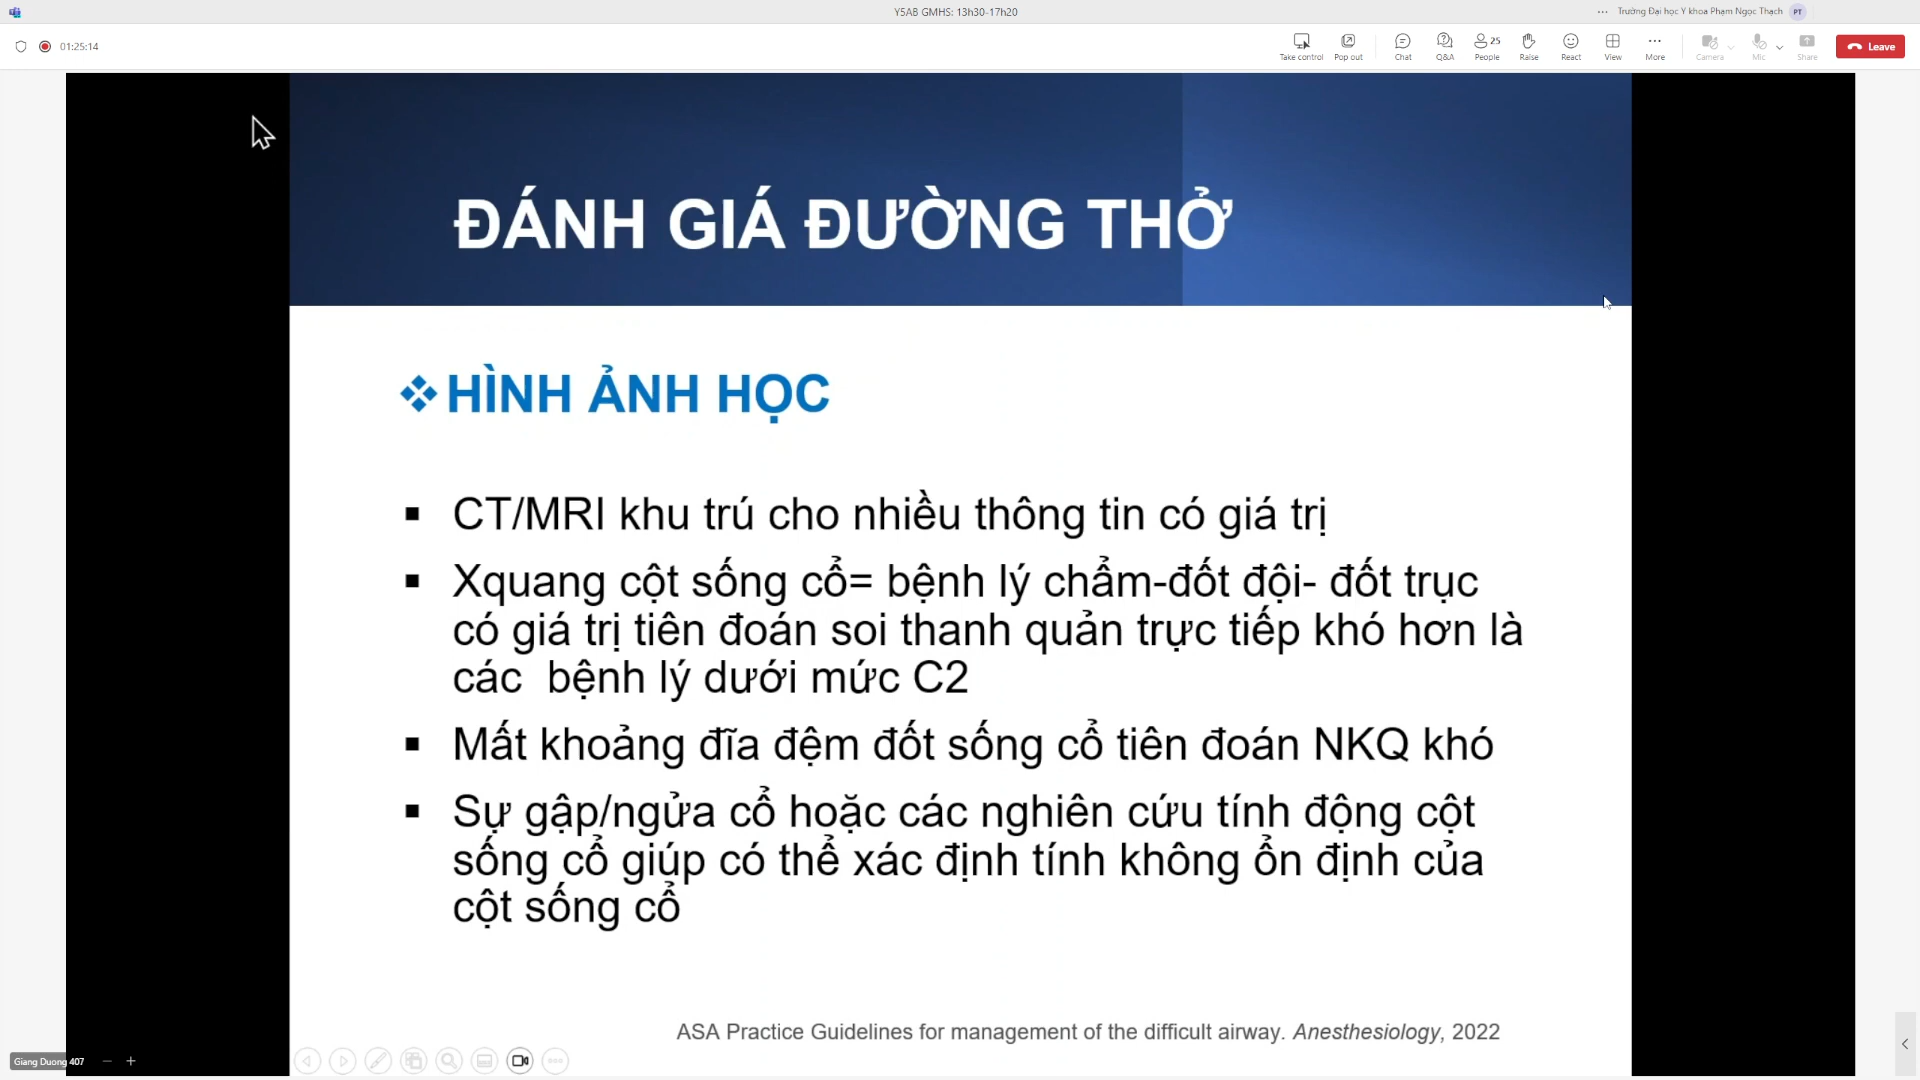 Y5AB GMHS: 13h30-17h20
Trường Đại học Y khoa Phạm Ngọc Thạch PT
01:25:14
Take control
Pop out
Chat
Q&A
25
People
Raise
React
View
More
Camera
Mic
Share
Leave
ĐÁNH GIÁ ĐƯỜNG THỞ
HÌNH ẢNH HỌC
CT/MRI khu trú cho nhiều thông tin có giá trị
Xquang cột sống cổ= bệnh lý chẩm-đốt đội- đốt trục
có giá trị tiên đoán soi thanh quản trực tiếp khó hơn là
các bệnh lý dưới mức C2
Mất khoảng đĩa đệm đốt sống cổ tiên đoán NKQ khó
Sự gập/ngửa cổ hoặc các nghiên cứu tính động cột
sống cổ giúp có thể xác định tính không ổn định của
cột sống cổ
ASA Practice Guidelines for management of the difficult airway. Anesthesiology, 2022
Giang Duong 407